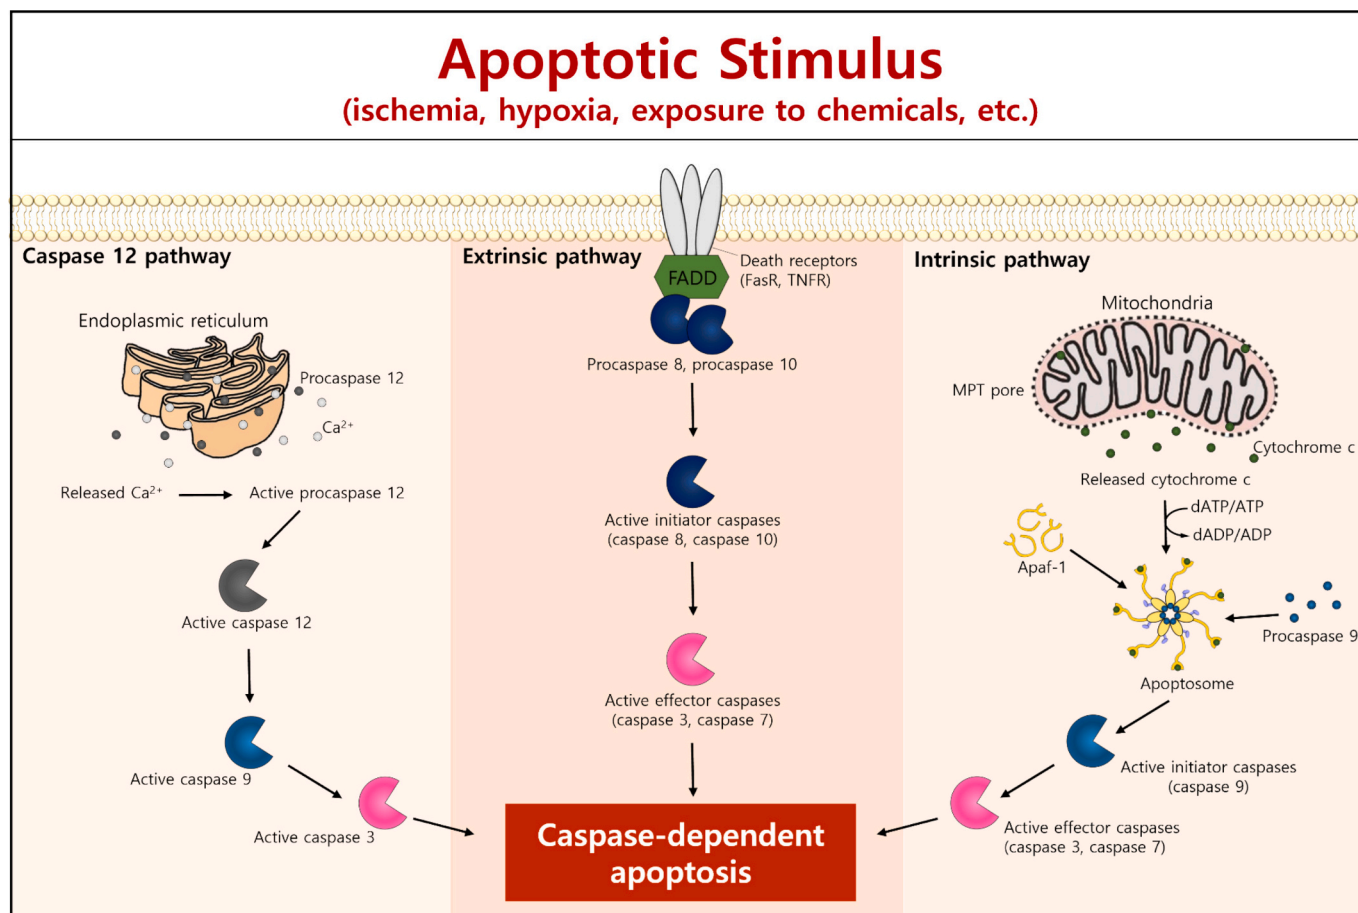 Apoptotic Stimulus
(ischemia, hypoxia, exposure to chemicals, etc.)
Caspase 12 pathway
Endoplasmic reticulum
Procaspase 12
Ca²⁺
Released Ca²⁺
Active procaspase 12
Active caspase 12
Active caspase 9
Active caspase 3
Extrinsic pathway
FADD
Death receptors
(FasR, TNFR)
Procaspase 8, procaspase 10
Active initiator caspases
(caspase 8, caspase 10)
Active effector caspases
(caspase 3, caspase 7)
Caspase-dependent
apoptosis
Intrinsic pathway
Mitochondria
MPT pore
Cytochrome c
Released cytochrome c
dATP/ATP
dADP/ADP
Apaf-1
Procaspase 9
Apoptosome
Active initiator caspases
(caspase 9)
Active effector caspases
(caspase 3, caspase 7)